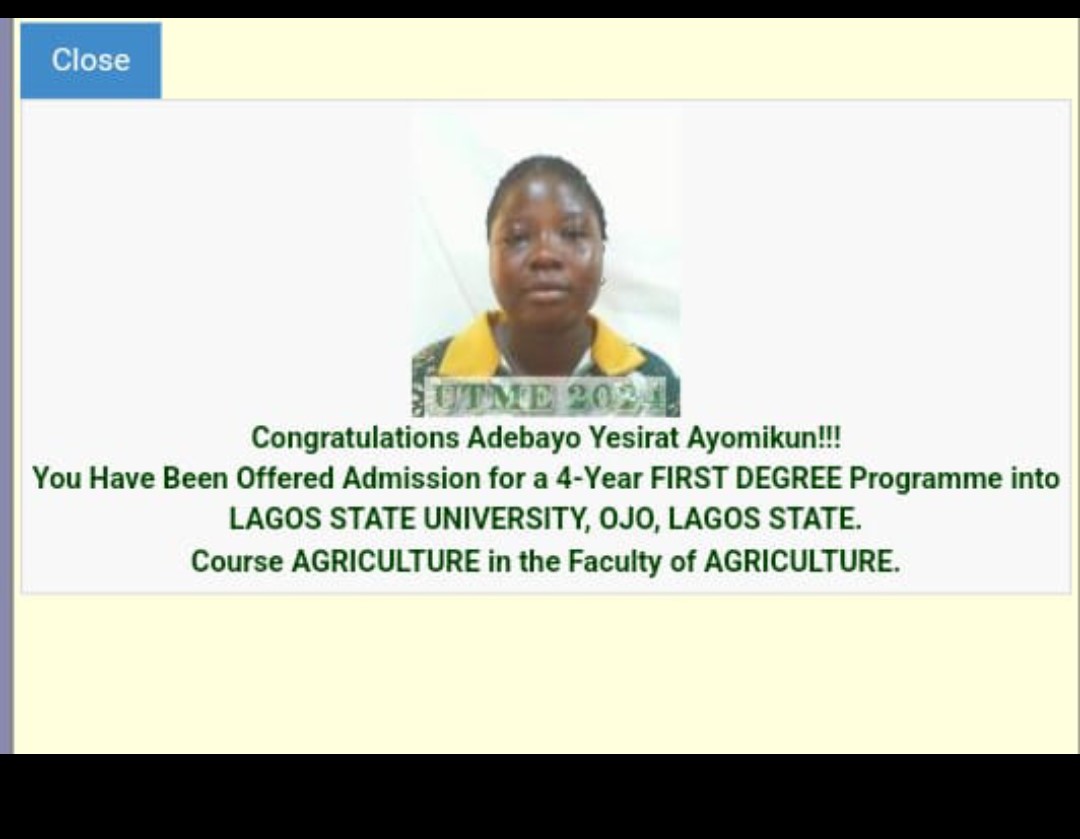 Close
UTME 2024
Congratulations Adebayo Yesirat Ayomikun!!!
You Have Been Offered Admission for a 4-Year FIRST DEGREE Programme into
LAGOS STATE UNIVERSITY, OJO, LAGOS STATE.
Course AGRICULTURE in the Faculty of AGRICULTURE.